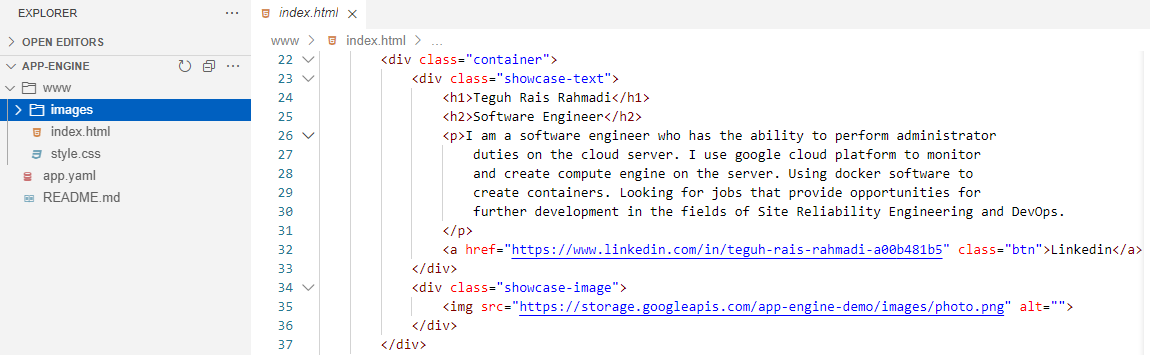 EXPLORER
OPEN EDITORS
APP-ENGINE
www
images
index.html
style.css
app.yaml
README.md
index.html
www > index.html > ...
22 <div class="container">
23 <div class="showcase-text">
24 <h1>Teguh Rais Rahmadi</h1>
25 <h2>Software Engineer</h2>
26 <p>I am a software engineer who has the ability to perform administrator
27 duties on the cloud server. I use google cloud platform to monitor
28 and create compute engine on the server. Using docker software to
29 create containers. Looking for jobs that provide opportunities for
30 further development in the fields of Site Reliability Engineering and DevOps.
31 </p>
32 <a href="https://www.linkedin.com/in/teguh-rais-rahmadi-a00b481b5" class="btn">Linkedin</a>
33 </div>
34 <div class="showcase-image">
35 <img src="https://storage.googleapis.com/app-engine-demo/images/photo.png" alt="">
36 </div>
37 </div>